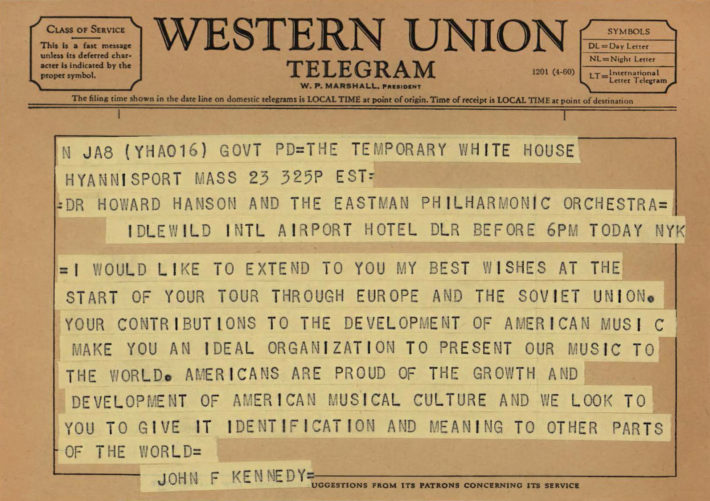 CLASS OF SERVICE
This is a fast message
unless its deferred char-
acter is indicated by the
proper symbol.
WESTERN UNION
TELEGRAM
W. P. MARSHALL, PRESIDENT
1201 (4-60)
SYMBOLS
DL=Day Letter
NL=Night Letter
LT=International Letter Telegram
The filing time shown in the date line on domestic telegrams is LOCAL TIME at point of origin. Time of receipt is LOCAL TIME at point of destination
N JA8 (YHA016) GOVT PD=THE TEMPORARY WHITE HOUSE
HYANNISPORT MASS 23 325P EST=
=DR HOWARD HANSON AND THE EASTMAN PHILHARMONIC ORCHESTRA=
IDLEWILD INTL AIRPORT HOTEL DLR BEFORE 6PM TODAY NYK
=I WOULD LIKE TO EXTEND TO YOU MY BEST WISHES AT THE
START OF YOUR TOUR THROUGH EUROPE AND THE SOVIET UNION.
YOUR CONTRIBUTIONS TO THE DEVELOPMENT OF AMERICAN MUSI C
MAKE YOU AN IDEAL ORGANIZATION TO PRESENT OUR MUSIC TO
THE WORLD. AMERICANS ARE PROUD OF THE GROWTH AND
DEVELOPMENT OF AMERICAN MUSICAL CULTURE AND WE LOOK TO
YOU TO GIVE IT IDENTIFICATION AND MEANING TO OTHER PARTS
OF THE WORLD=
JOHN F KENNEDY=
UGGESTIONS FROM ITS PATRONS CONCERNING ITS SERVICE